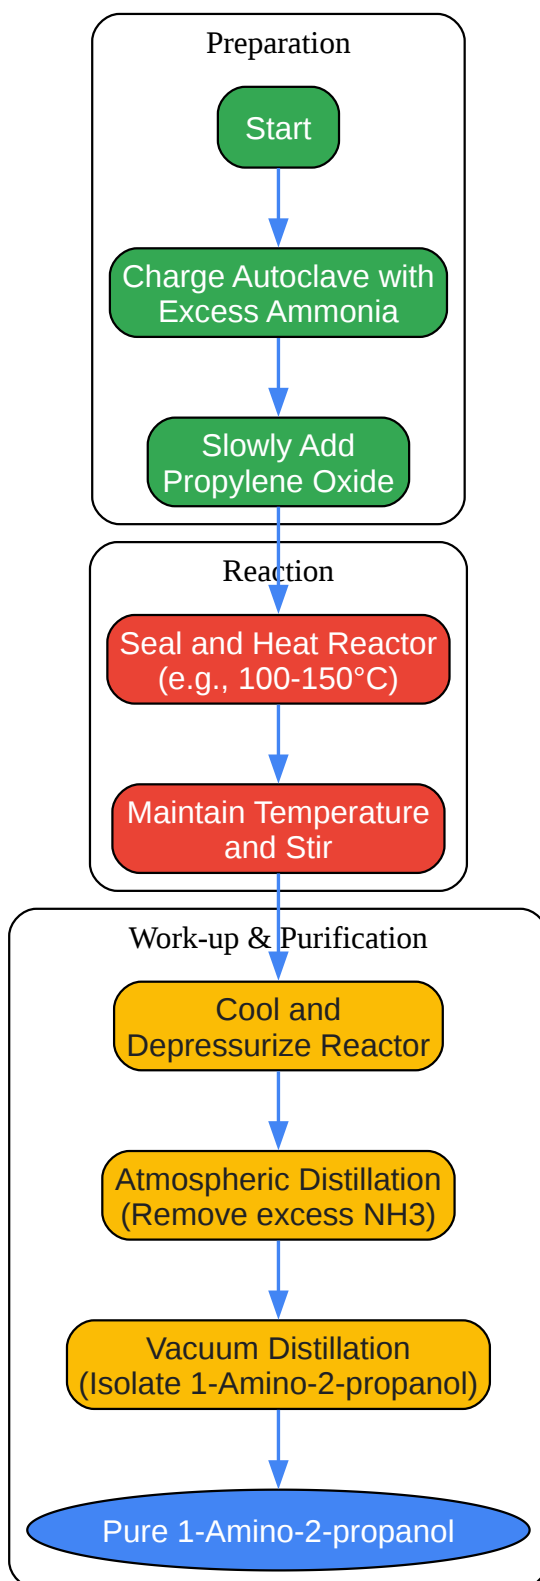 Preparation
Start
Charge Autoclave with
Excess Ammonia
Slowly Add
Propylene Oxide
Reaction
Seal and Heat Reactor
(e.g., 100-150°C)
Maintain Temperature
and Stir
Work-up & Purification
Cool and
Depressurize Reactor
Atmospheric Distillation
(Remove excess NH3)
Vacuum Distillation
(Isolate 1-Amino-2-propanol)
Pure 1-Amino-2-propanol